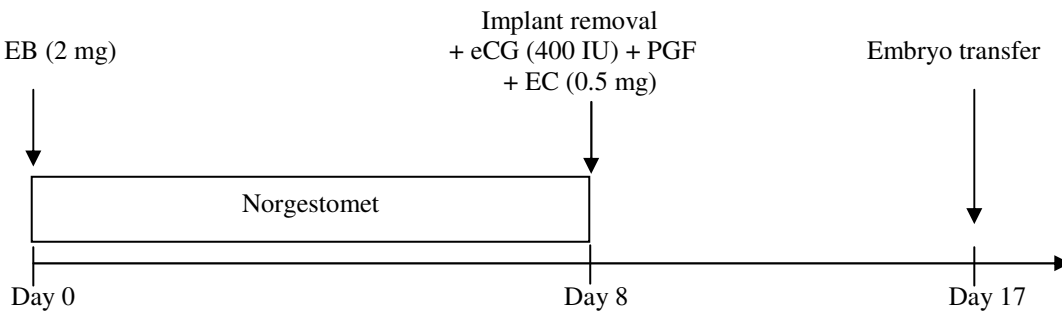 EB (2 mg)
Implant removal
+ eCG (400 IU) + PGF
+ EC (0.5 mg)
Embryo transfer
Norgestomet
Day 0
Day 8
Day 17